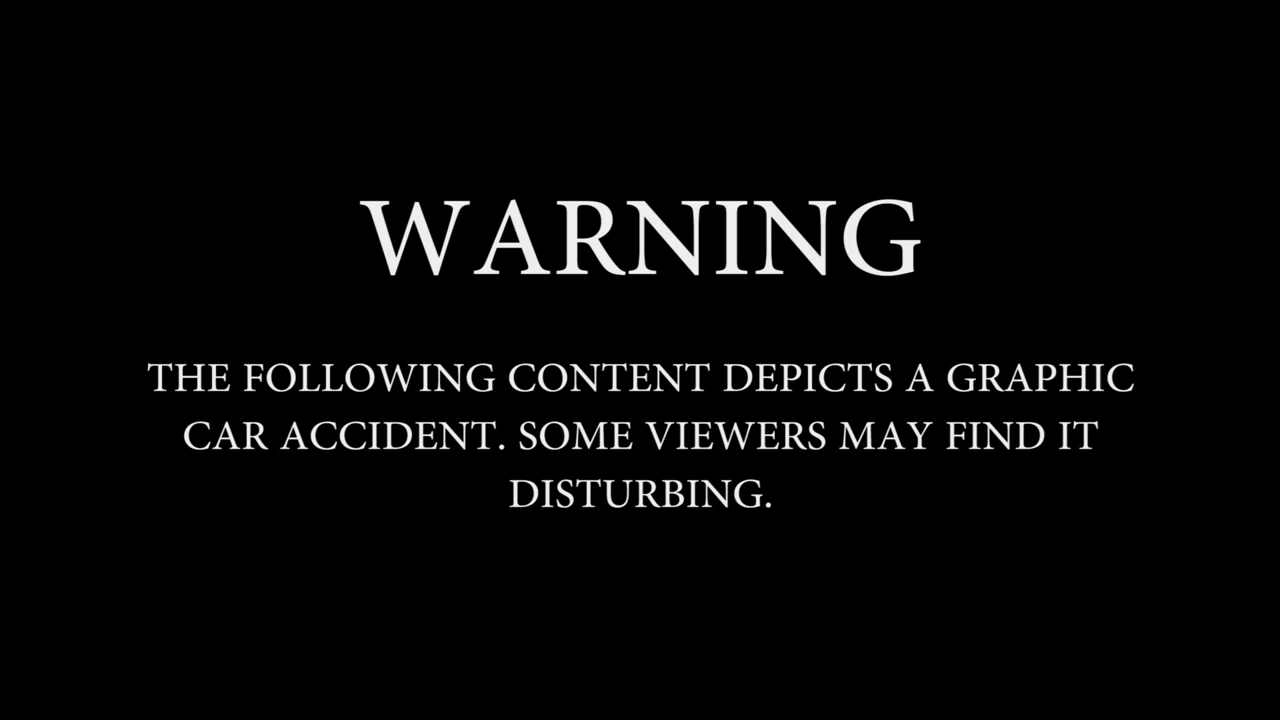 WARNING
THE FOLLOWING CONTENT DEPICTS A GRAPHIC
CAR ACCIDENT. SOME VIEWERS MAY FIND IT
DISTURBING.